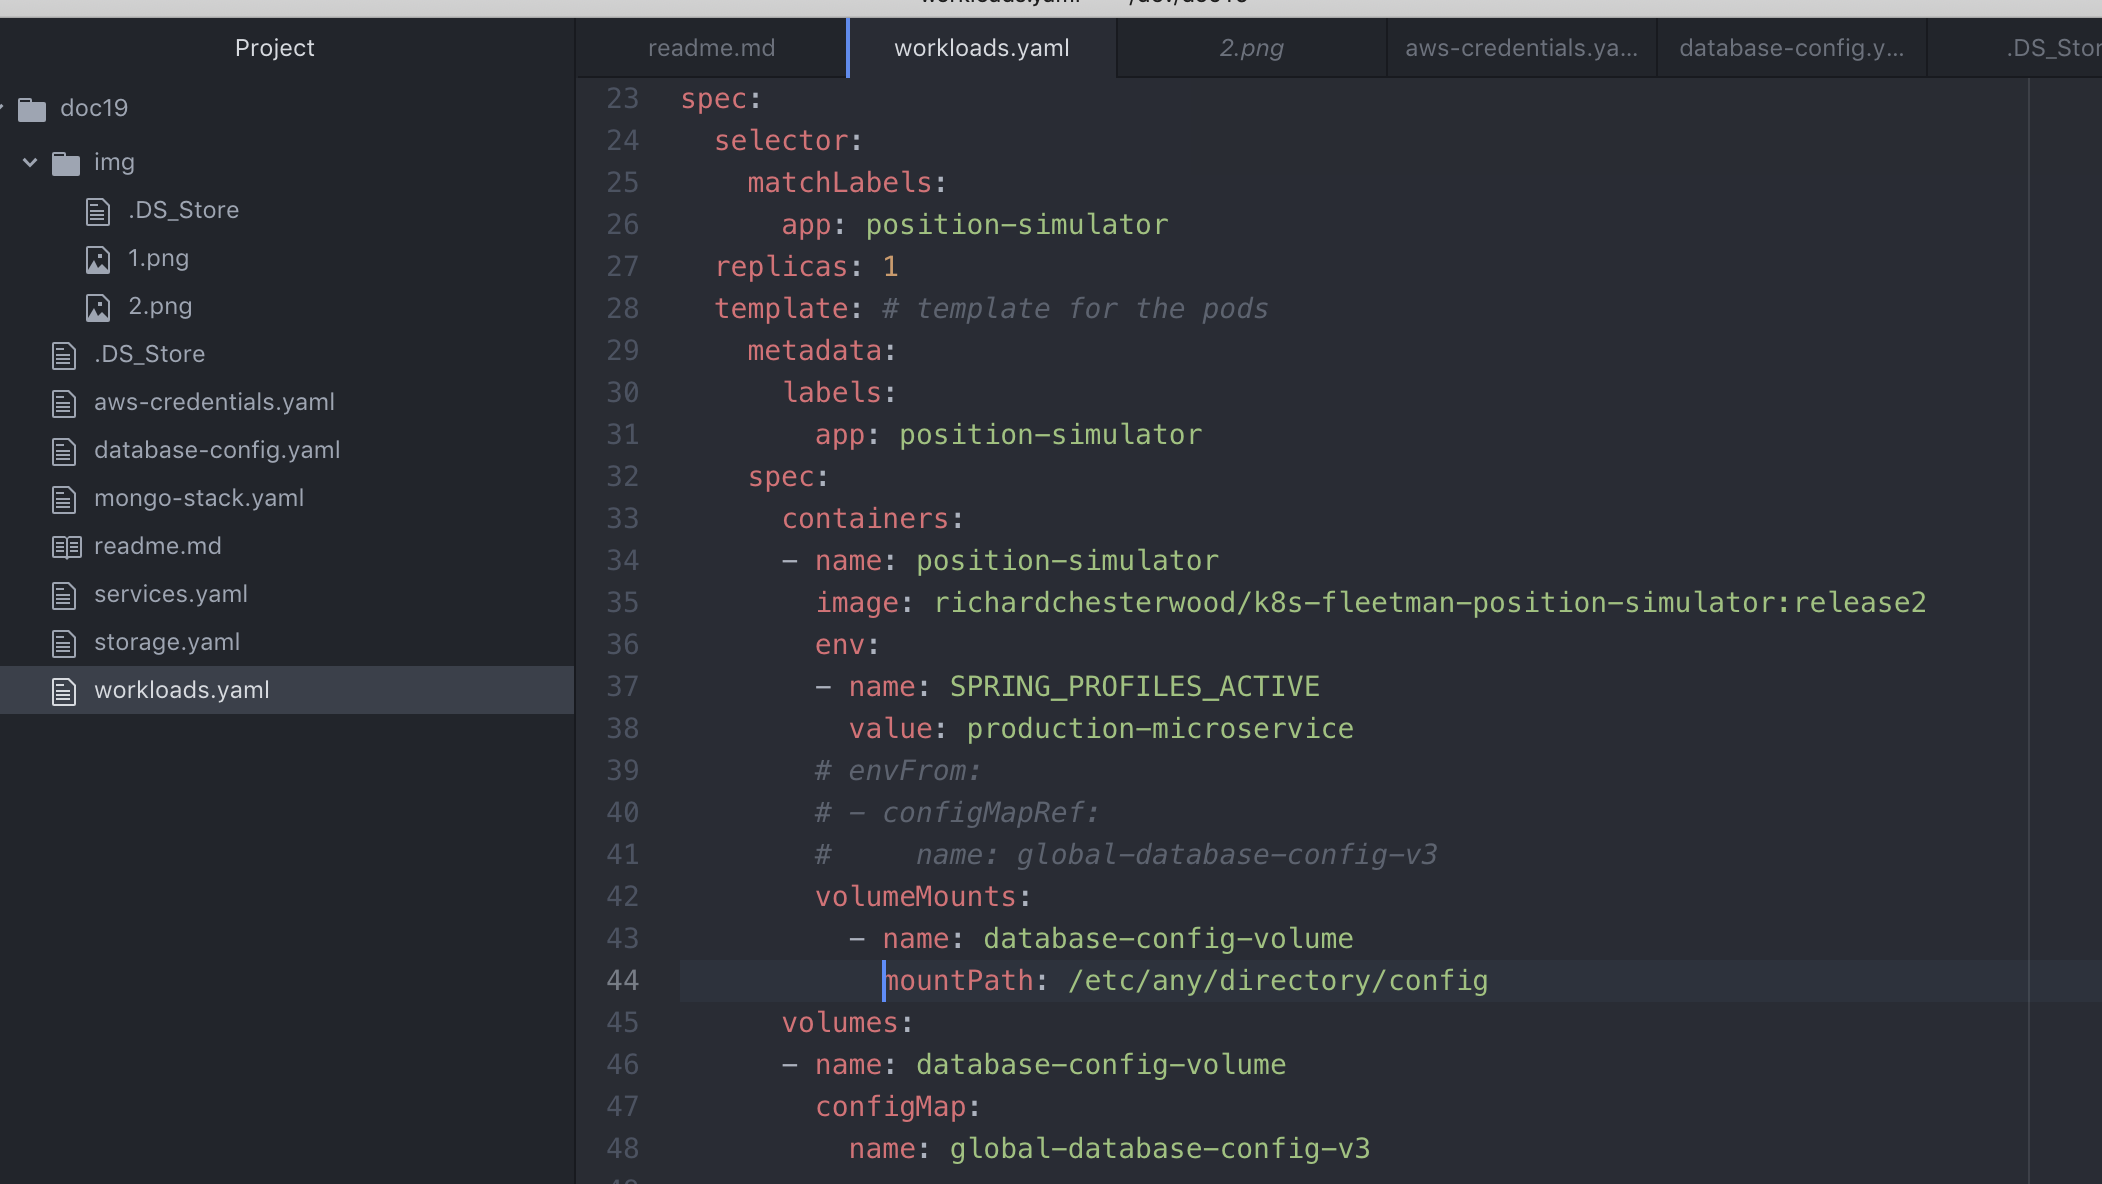 Project
doc19
img
.DS_Store
1.png
2.png
.DS_Store
aws-credentials.yaml
database-config.yaml
mongo-stack.yaml
readme.md
services.yaml
storage.yaml
workloads.yaml
readme.md workloads.yaml 2.png aws-credentials.ya... database-config.y... .DS_Stor
23 spec:
24 selector:
25 matchLabels:
26 app: position-simulator
27 replicas: 1
28 template: # template for the pods
29 metadata:
30 labels:
31 app: position-simulator
32 spec:
33 containers:
34 - name: position-simulator
35 image: richardchesterwood/k8s-fleetman-position-simulator:release2
36 env:
37 - name: SPRING_PROFILES_ACTIVE
38 value: production-microservice
39 # envFrom:
40 # - configMapRef:
41 # name: global-database-config-v3
42 volumeMounts:
43 - name: database-config-volume
44 mountPath: /etc/any/directory/config
45 volumes:
46 - name: database-config-volume
47 configMap:
48 name: global-database-config-v3